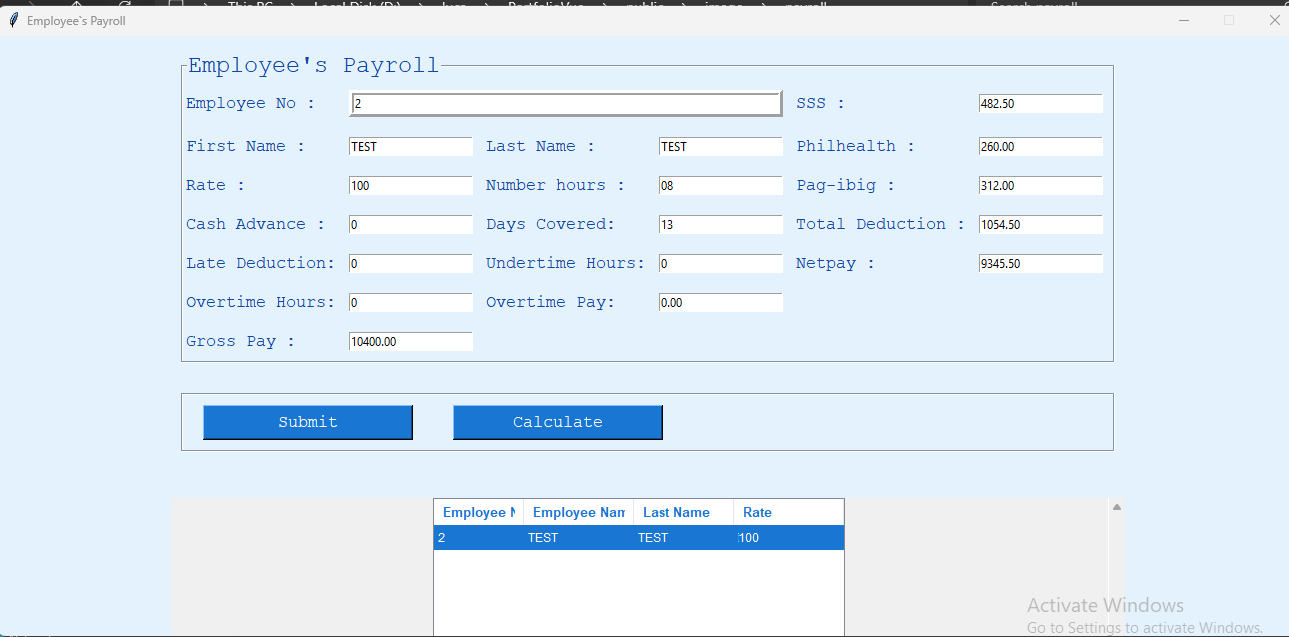 Employee`s Payroll
Employee's Payroll
Employee No : 2 SSS : 482.50
First Name : TEST Last Name : TEST Philhealth : 260.00
Rate : 100 Number hours : 08 Pag-ibig : 312.00
Cash Advance : 0 Days Covered: 13 Total Deduction : 1054.50
Late Deduction: 0 Undertime Hours: 0 Netpay : 9345.50
Overtime Hours: 0 Overtime Pay: 0.00
Gross Pay : 10400.00
Submit Calculate
Employee N Employee Nam Last Name Rate
2 TEST TEST 100
Activate Windows
Go to Settings to activate Windows.